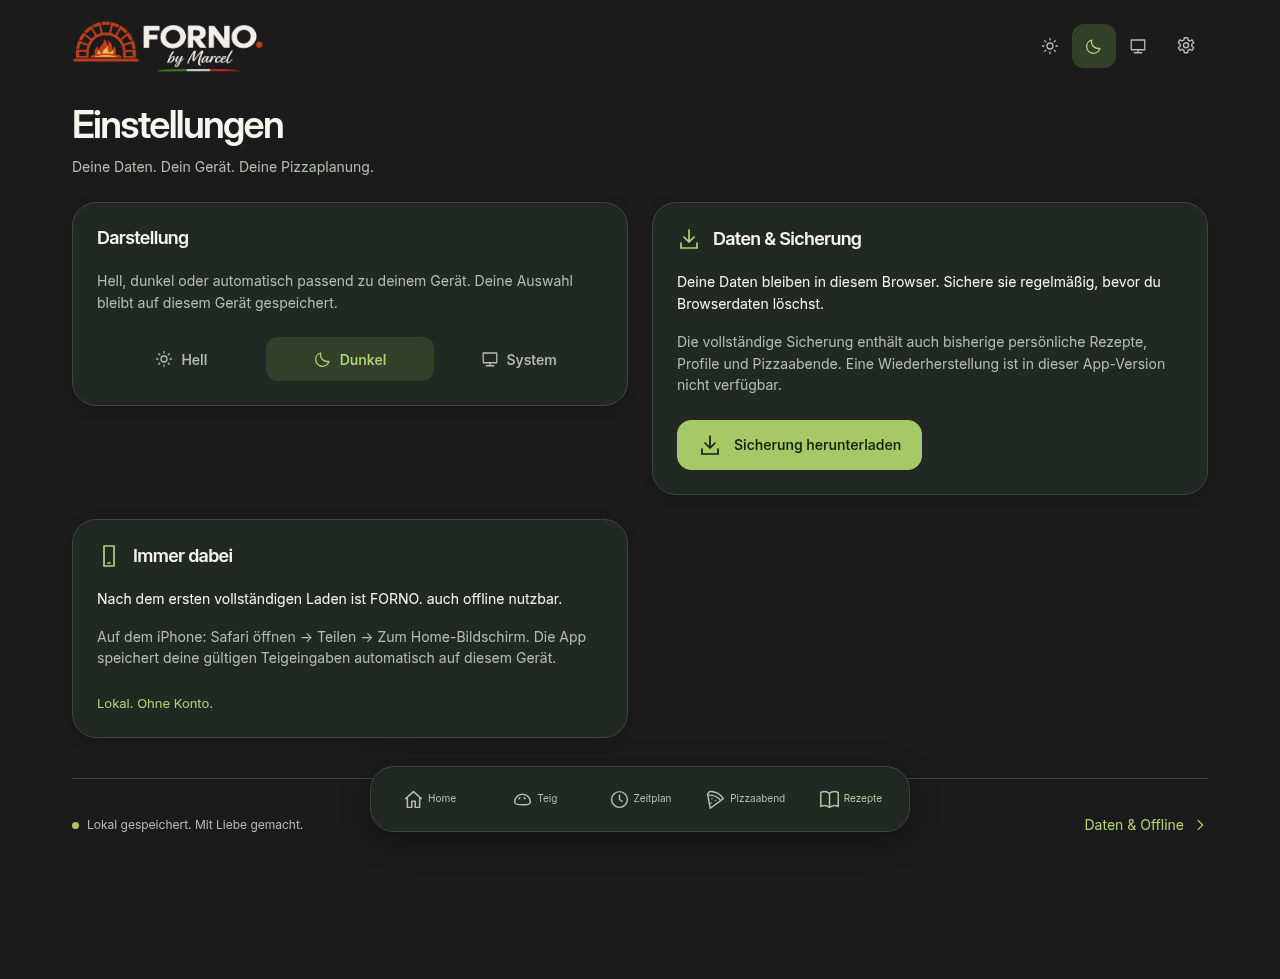 FORNO.
by Marcel
Einstellungen
Deine Daten. Dein Gerät. Deine Pizzaplanung.
Darstellung
Hell, dunkel oder automatisch passend zu deinem Gerät. Deine Auswahl
bleibt auf diesem Gerät gespeichert.
Hell
Dunkel
System
Daten & Sicherung
Deine Daten bleiben in diesem Browser. Sichere sie regelmäßig, bevor du
Browserdaten löschst.
Die vollständige Sicherung enthält auch bisherige persönliche Rezepte,
Profile und Pizzaabende. Eine Wiederherstellung ist in dieser App-Version
nicht verfügbar.
Sicherung herunterladen
Immer dabei
Nach dem ersten vollständigen Laden ist FORNO. auch offline nutzbar.
Auf dem iPhone: Safari öffnen → Teilen → Zum Home-Bildschirm. Die App
speichert deine gültigen Teigeingaben automatisch auf diesem Gerät.
Lokal. Ohne Konto.
Home
Teig
Zeitplan
Pizzaabend
Rezepte
Lokal gespeichert. Mit Liebe gemacht.
Daten & Offline